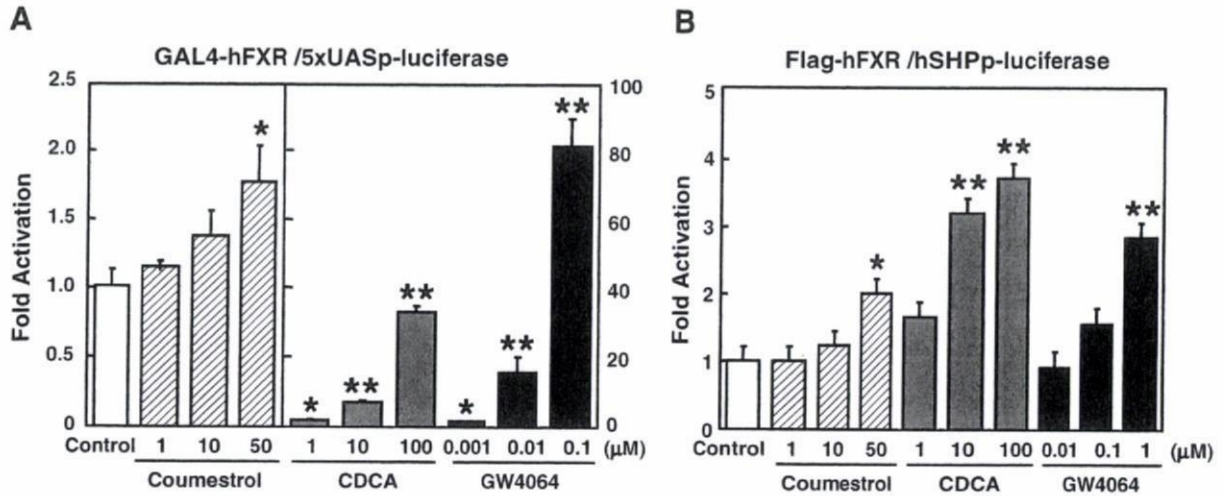 A
GAL4-hFXR /5xUASp-luciferase
Fold Activation
2.5
2.0
1.5
1.0
0.5
0
100
80
60
40
20
0
*
*
**
**
*
**
**
Control 1 10 50 1 10 100 0.001 0.01 0.1 (μM)
Coumestrol CDCA GW4064
B
Flag-hFXR /hSHPp-luciferase
Fold Activation
5
4
3
2
1
0
*
**
**
**
Control 1 10 50 1 10 100 0.01 0.1 1 (μM)
Coumestrol CDCA GW4064